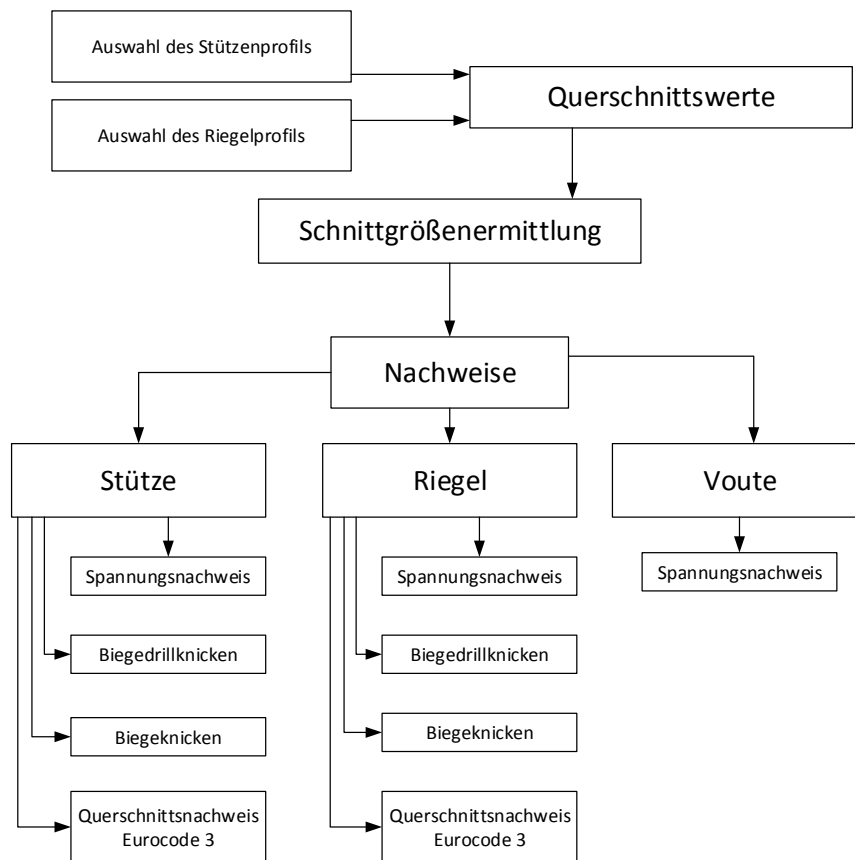 Auswahl des Stützenprofils
Querschnittswerte
Auswahl des Riegelprofils
Schnittgrößenermittlung
Nachweise
Stütze
Riegel
Voute
Spannungsnachweis
Spannungsnachweis
Spannungsnachweis
Biegedrillknicken
Biegedrillknicken
Biegeknicken
Biegeknicken
Querschnittsnachweis
Eurocode 3
Querschnittsnachweis
Eurocode 3